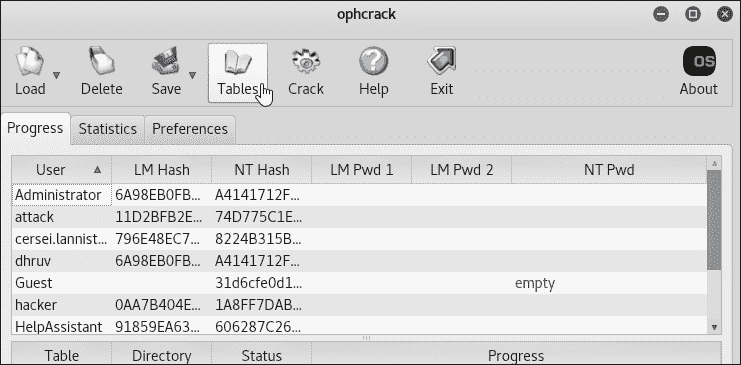 ophcrack
Load Delete Save Tables Crack Help Exit OS About
Progress Statistics Preferences
User LM Hash NT Hash LM Pwd 1 LM Pwd 2 NT Pwd
Administrator 6A98EB0FB... A4141712F...
attack 11D2BFB2E... 74D775C1E...
cersei.lannist... 796E48EC7... 8224B315B...
dhruv 6A98EB0FB... A4141712F...
Guest 31d6cfe0d1... empty
hacker 0AA7B404E... 1A8FF7DAB...
HelpAssistant 91859EA63... 606287C26...
Table Directory Status Progress